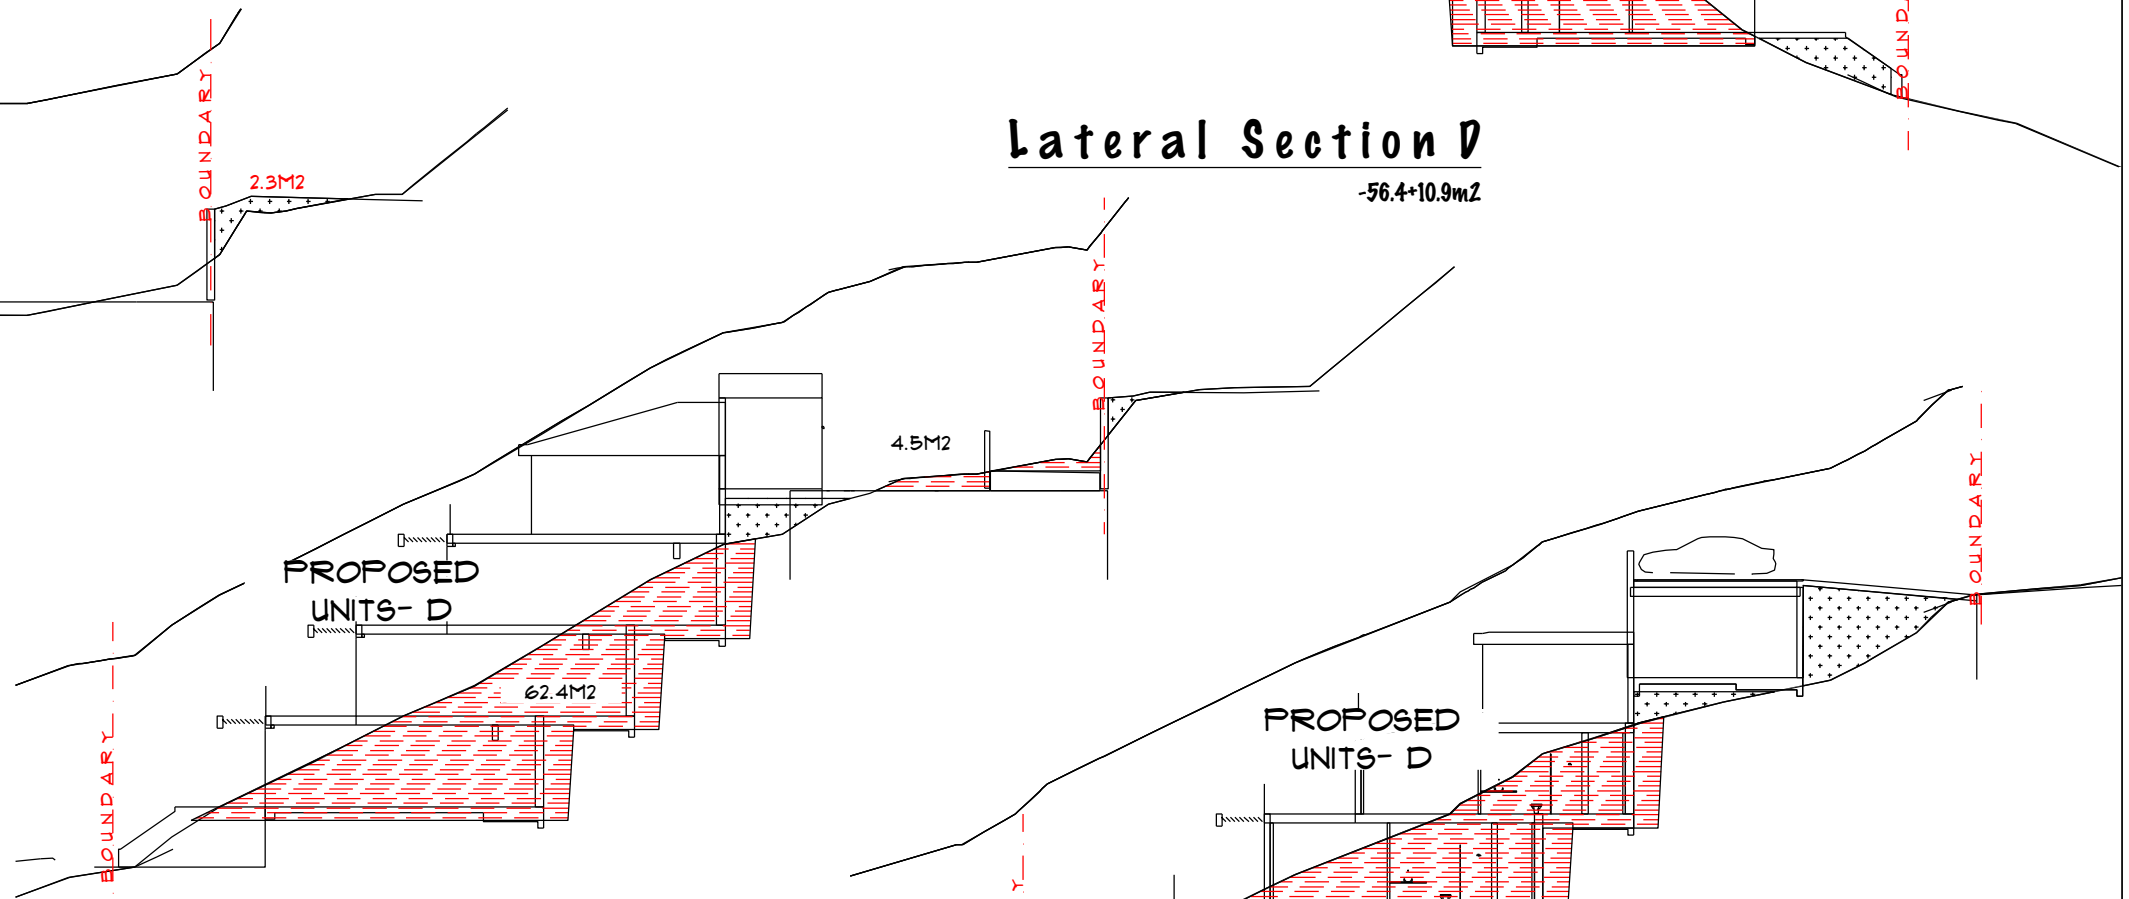 BOUNDARY
2.3M2
BOUND
Lateral Section D
-56.4+10.9m2
BOUNDARY
4.5M2
PROPOSED
UNITS- D
62.4M2
BOUNDARY
BOUNDARY
PROPOSED
UNITS- D
Y